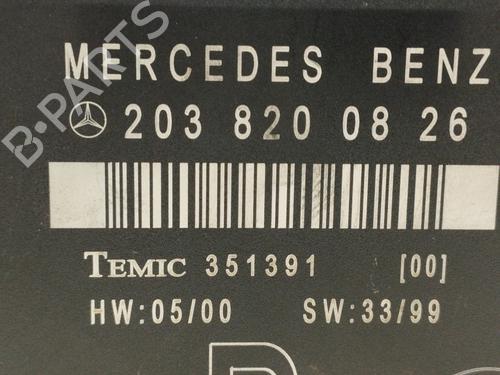 MERCEDES BENZ
203 820 08 26
TEMIC 351391 [00]
HW:05/00 SW:33/99
B-PARTS